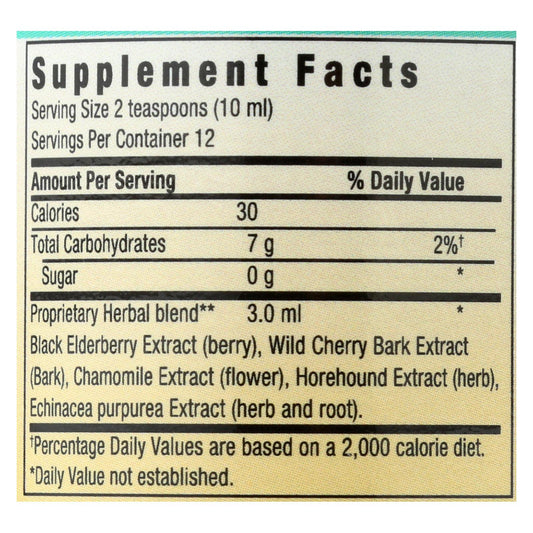 Supplement Facts
Serving Size 2 teaspoons (10 ml)
Servings Per Container 12
Amount Per Serving % Daily Value
Calories 30
Total Carbohydrates 7 g 2%†
Sugar 0 g *
Proprietary Herbal blend** 3.0 ml *
Black Elderberry Extract (berry), Wild Cherry Bark Extract
(Bark), Chamomile Extract (flower), Horehound Extract (herb),
Echinacea purpurea Extract (herb and root).
†Percentage Daily Values are based on a 2,000 calorie diet.
*Daily Value not established.